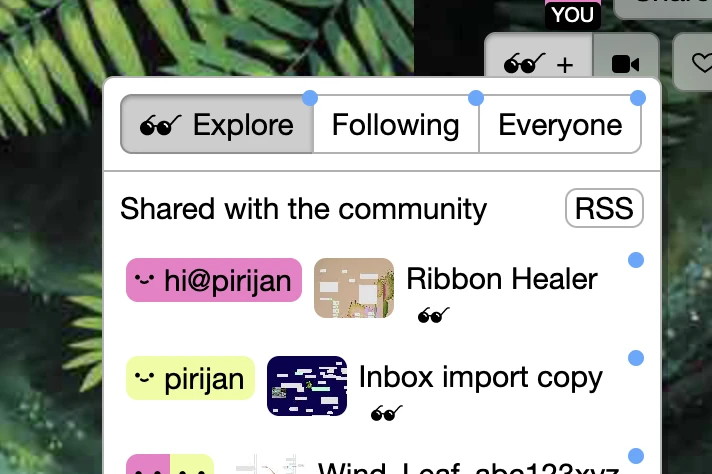 YOU
+
Explore
Following
Everyone
Shared with the community
RSS
hi@pirijan
Ribbon Healer
pirijan
Inbox import copy